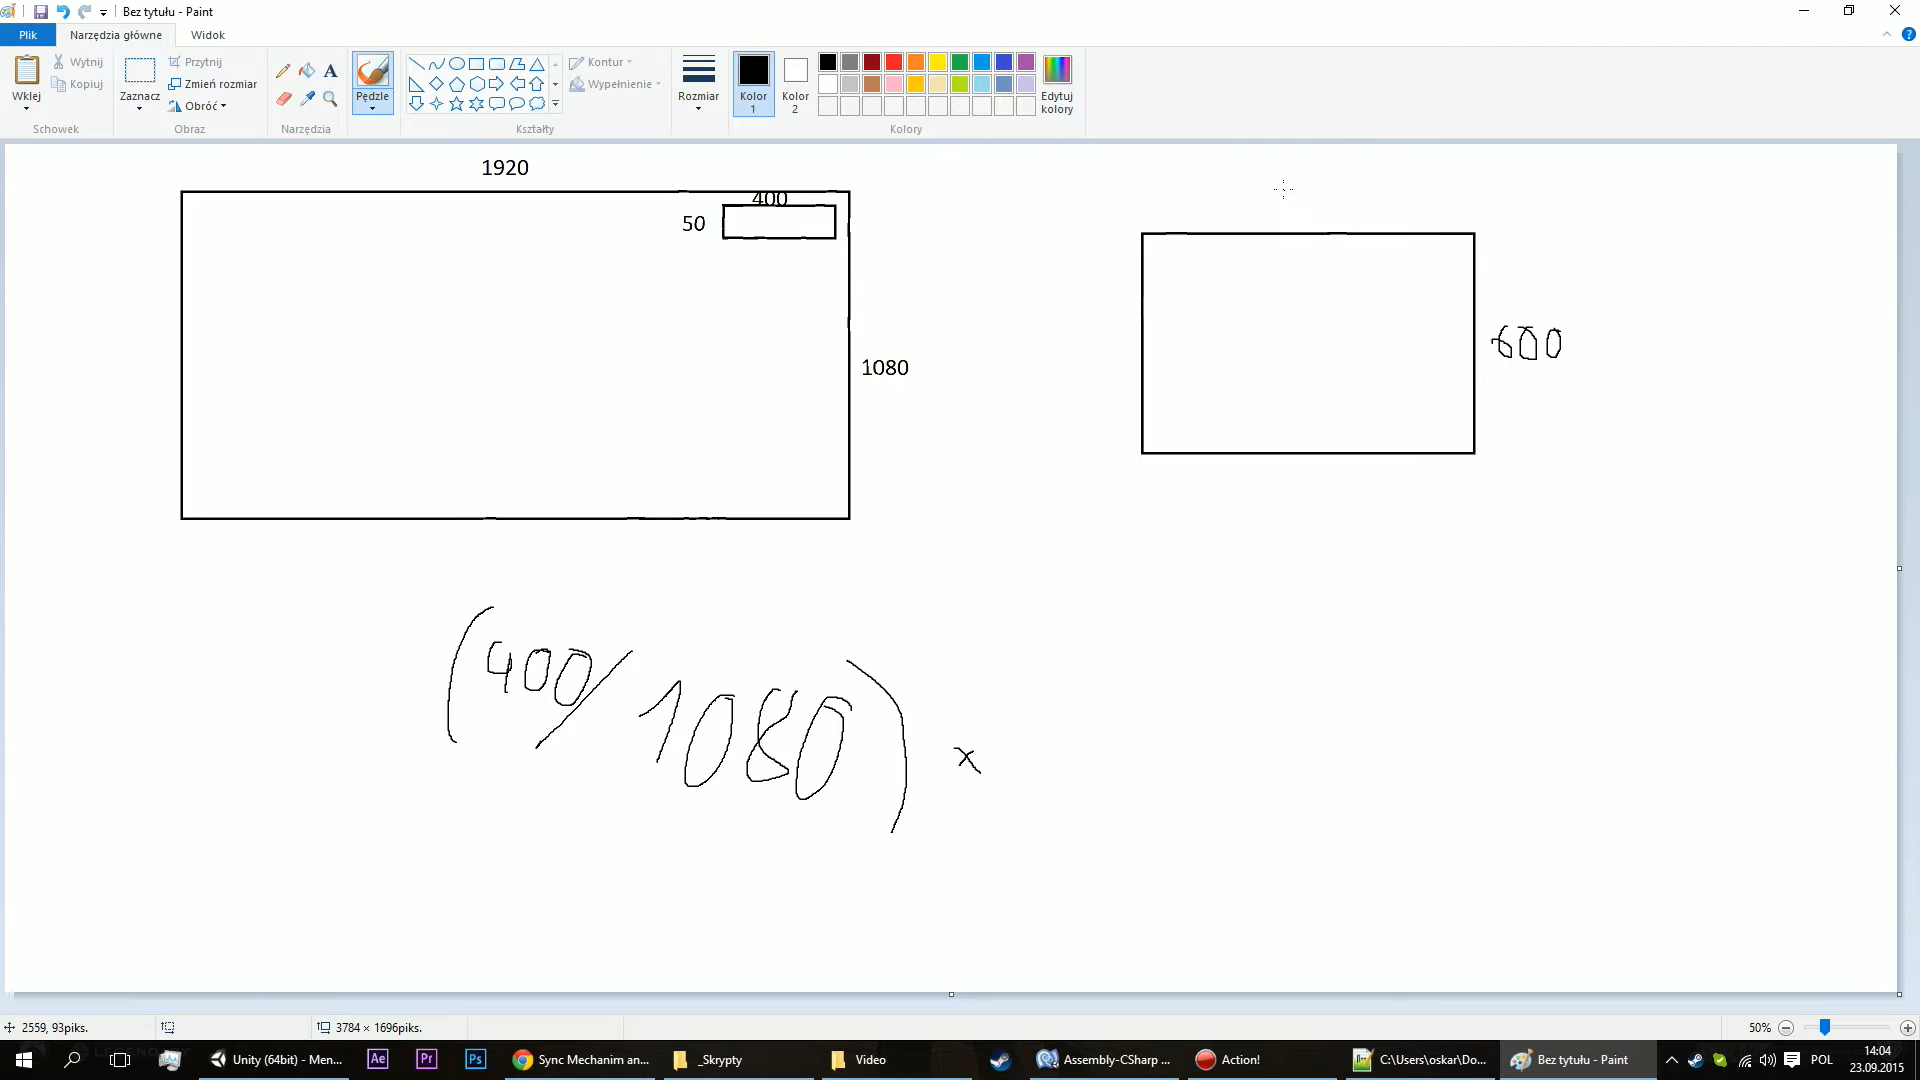 Bez tytułu - Paint
Plik Narzędzia główne Widok
Wklej Wytnij Kopiuj
Schowek
Zaznacz Przytnij Zmień rozmiar Obróć
Obraz
Narzędzia
Pędzle
Kontur Wypełnienie
Kształty
Rozmiar
Kolor 1
Kolor 2
Edytuj kolory
Kolory
1920
400
50
1080
600
(400/1080) x
2559, 93piks.
3784 × 1696piks.
50%
Unity (64bit) - Men...
Ae
Pr
Ps
Sync Mechanim an...
_Skrypty
Video
Assembly-CSharp ...
Action!
C:\Users\oskar\Do...
Bez tytułu - Paint
POL
14:04
23.09.2015